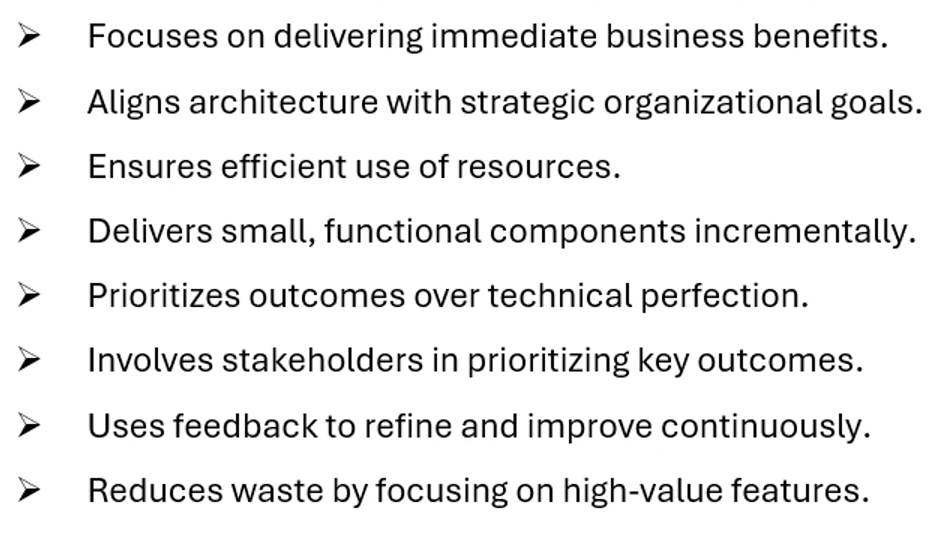 ➢ Focuses on delivering immediate business benefits.
➢ Aligns architecture with strategic organizational goals.
➢ Ensures efficient use of resources.
➢ Delivers small, functional components incrementally.
➢ Prioritizes outcomes over technical perfection.
➢ Involves stakeholders in prioritizing key outcomes.
➢ Uses feedback to refine and improve continuously.
➢ Reduces waste by focusing on high-value features.